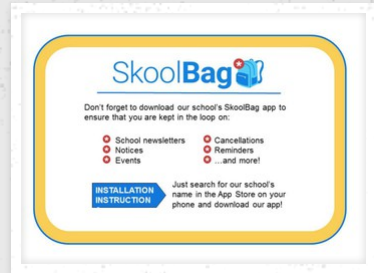 SkoolBag
Don't forget to download our school's SkoolBag app to
ensure that you are kept in the loop on:
School newsletters
Notices
Events
Cancellations
Reminders
...and more!
INSTALLATION
INSTRUCTION
Just search for our school's
name in the App Store on your
phone and download our app!